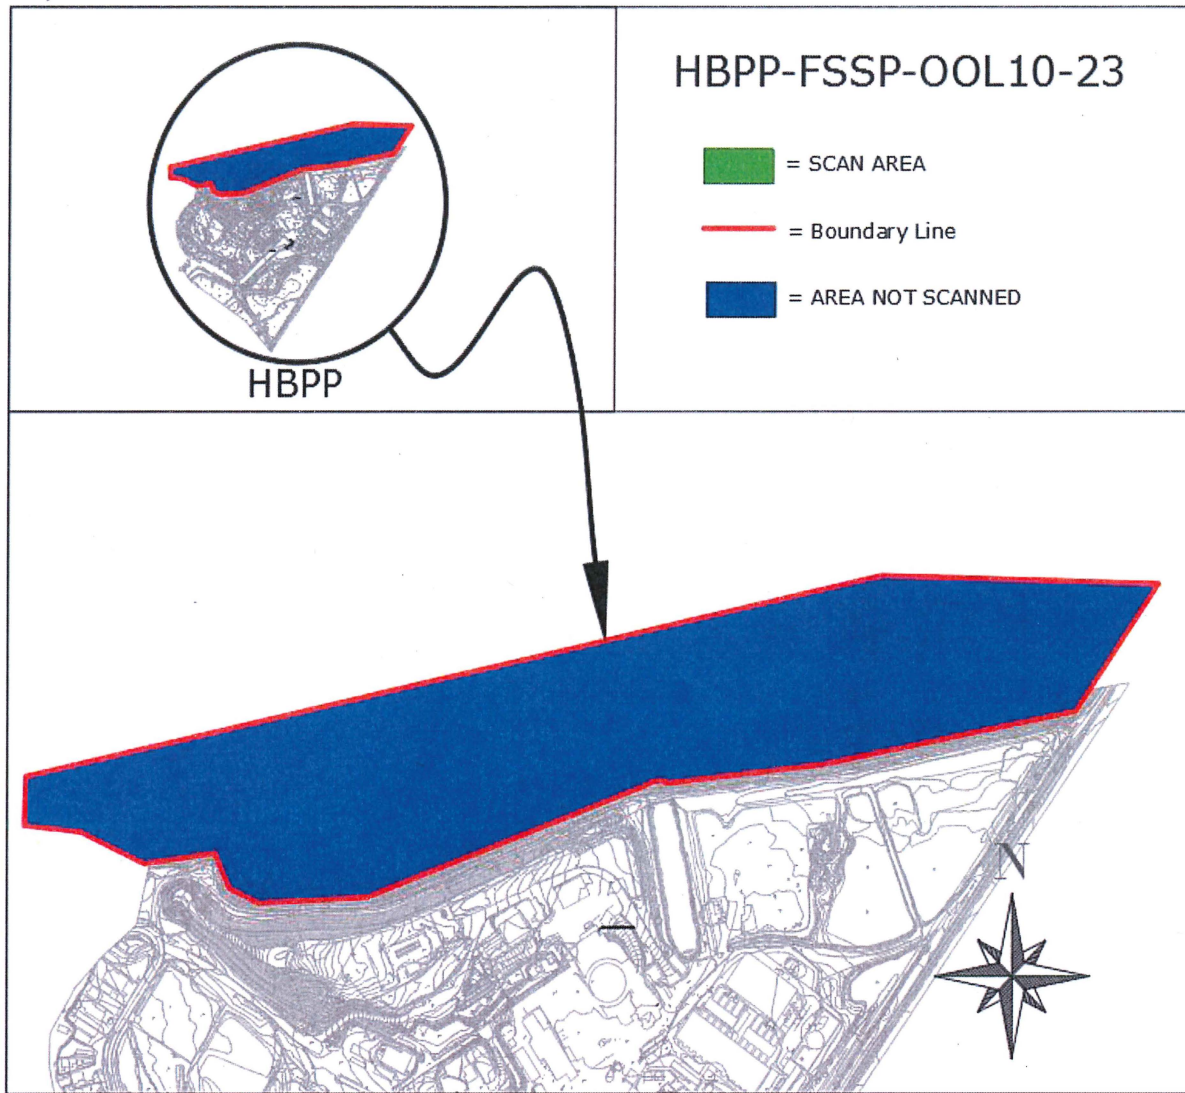 HBPP-FSSP-OOL10-23
= SCAN AREA
= Boundary Line
= AREA NOT SCANNED
HBPP
N